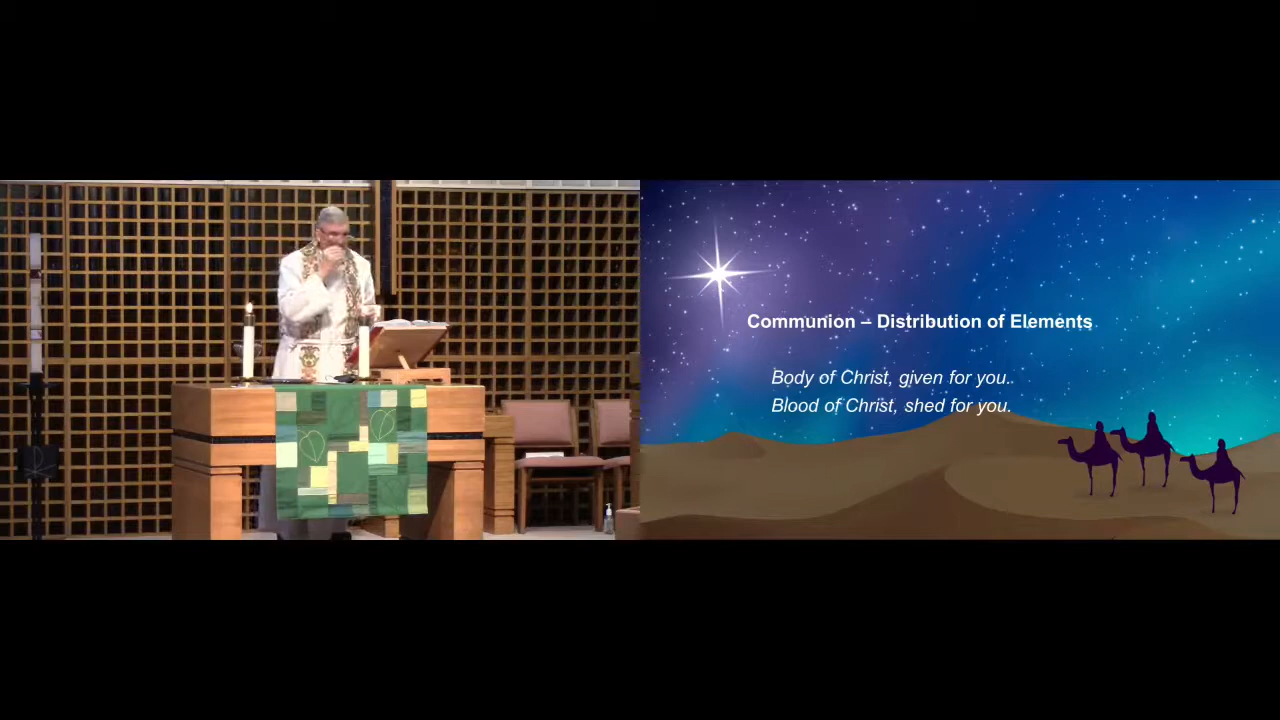 Communion – Distribution of Elements
Body of Christ, given for you.
Blood of Christ, shed for you.